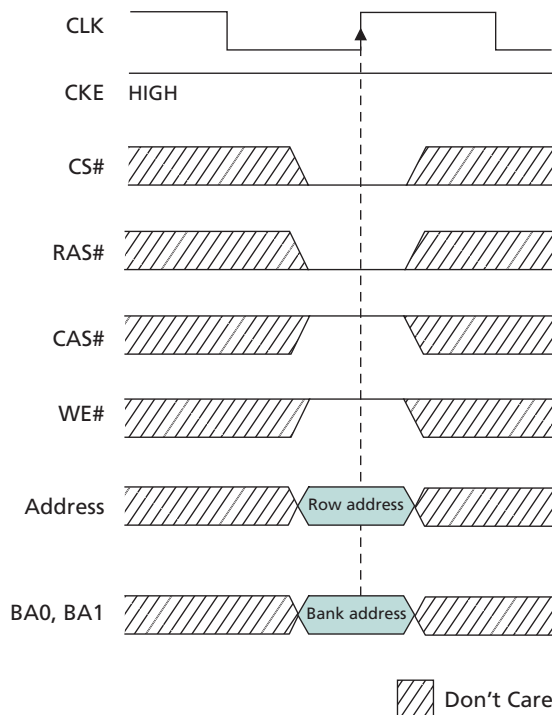 CLK
CKE HIGH
CS#
RAS#
CAS#
WE#
Address Row address
BA0, BA1 Bank address
Don't Care